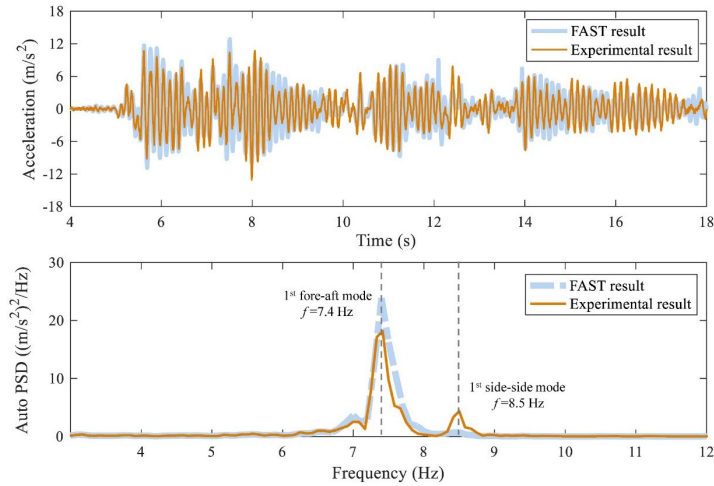 18
12
6
0
-6
-12
-18
Acceleration (m/s²)
FAST result
Experimental result
4
6
8
10
12
14
16
18
Time (s)
30
20
10
0
Auto PSD ((m/s²)²/Hz)
1st fore-aft mode
f=7.4 Hz
FAST result
Experimental result
1st side-side mode
f=8.5 Hz
4
5
6
7
8
9
10
11
12
Frequency (Hz)